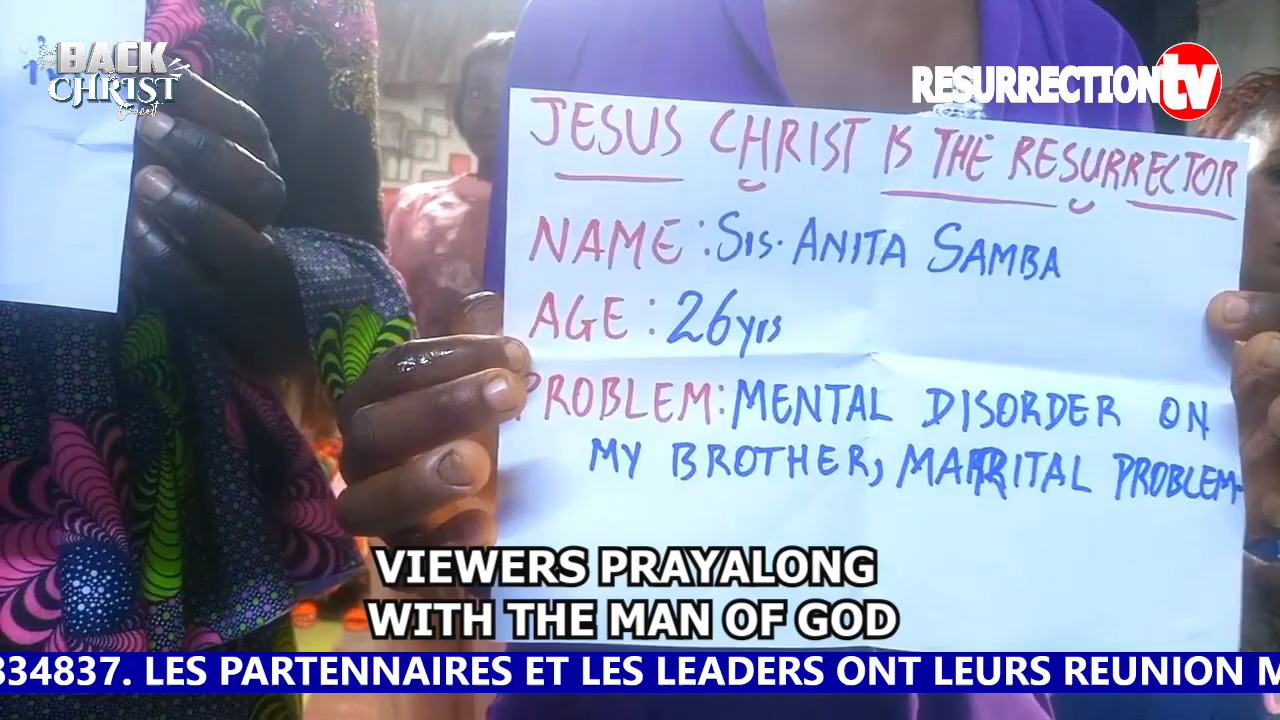 BACK
CHRIST
RESURRECTION tv
JESUS CHRIST IS THE RESURRECTOR
NAME: SIS. ANITA SAMBA
AGE: 26yrs
PROBLEM: MENTAL DISORDER ON
MY BROTHER, MARRITAL PROBLEM.
VIEWERS PRAYALONG
WITH THE MAN OF GOD
334837. LES PARTENNAIRES ET LES LEADERS ONT LEURS REUNION M